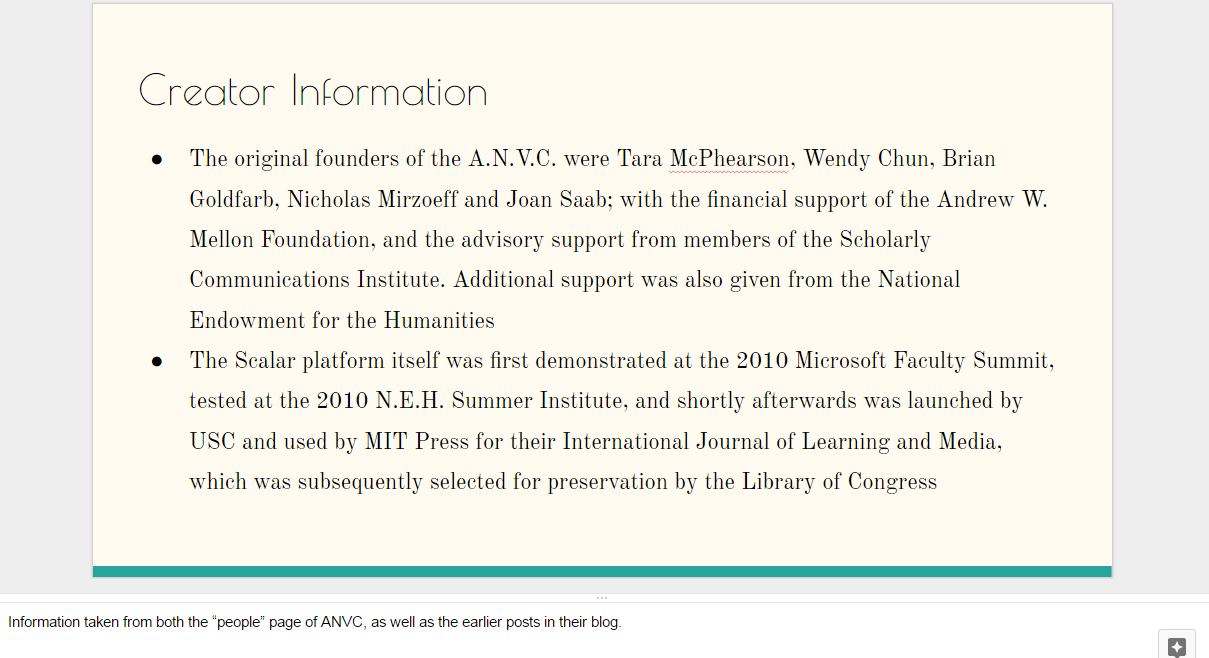 Creator Information
● The original founders of the A.N.V.C. were Tara McPhearson, Wendy Chun, Brian
Goldfarb, Nicholas Mirzoeff and Joan Saab; with the financial support of the Andrew W.
Mellon Foundation, and the advisory support from members of the Scholarly
Communications Institute. Additional support was also given from the National
Endowment for the Humanities
● The Scalar platform itself was first demonstrated at the 2010 Microsoft Faculty Summit,
tested at the 2010 N.E.H. Summer Institute, and shortly afterwards was launched by
USC and used by MIT Press for their International Journal of Learning and Media,
which was subsequently selected for preservation by the Library of Congress
Information taken from both the “people” page of ANVC, as well as the earlier posts in their blog.